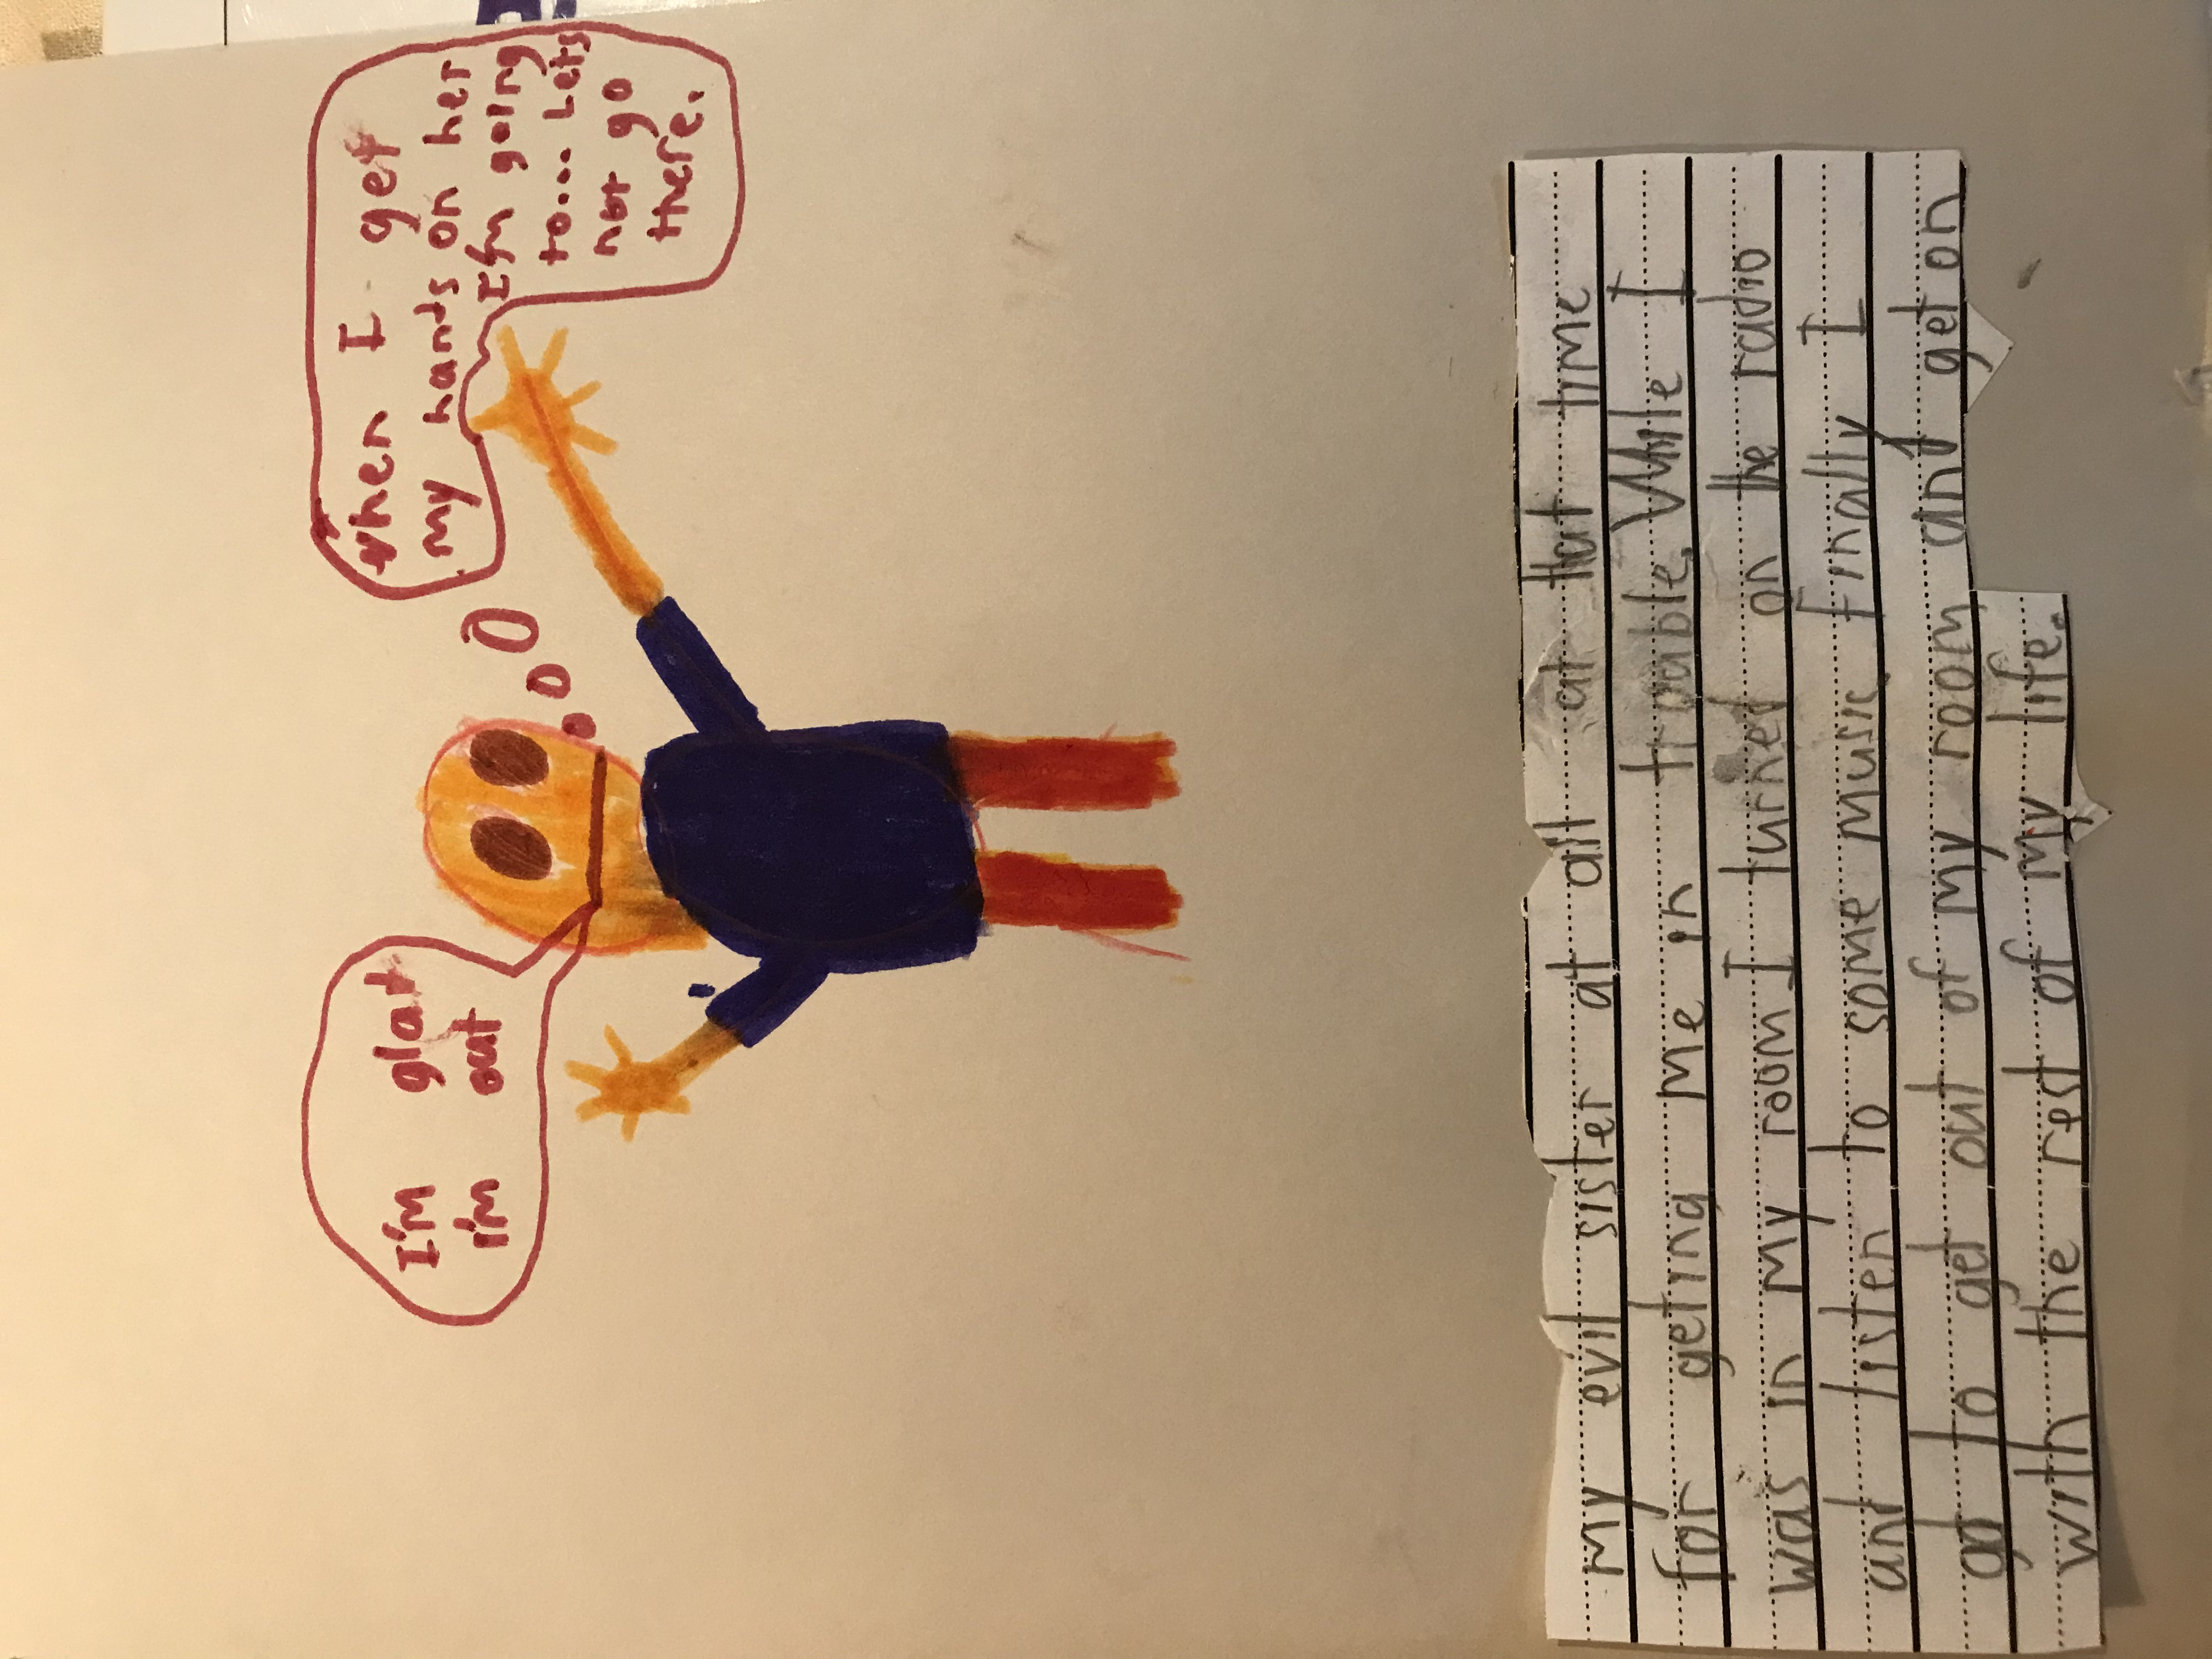 I'm glad
i'm out
when I get
my hands on her
I'm going
to... Lets
not go
there.
my evil sister at all at that time
for geting me in trouable. While I
was in my room I turned on the radio
and listen to some music Finally I
got to get out of my room and get on
with the rest of my life.